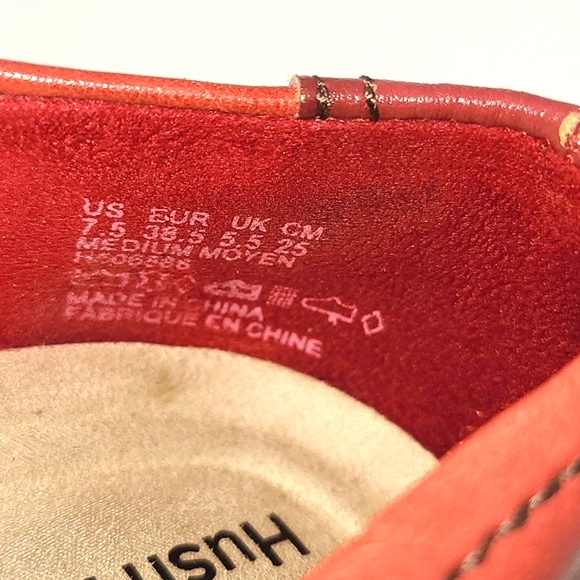 US EUR UK CM
7.5 38.5 5.5 25
MEDIUM MOYEN
MADE IN CHINA
FABRIQUE EN CHINE
Hush